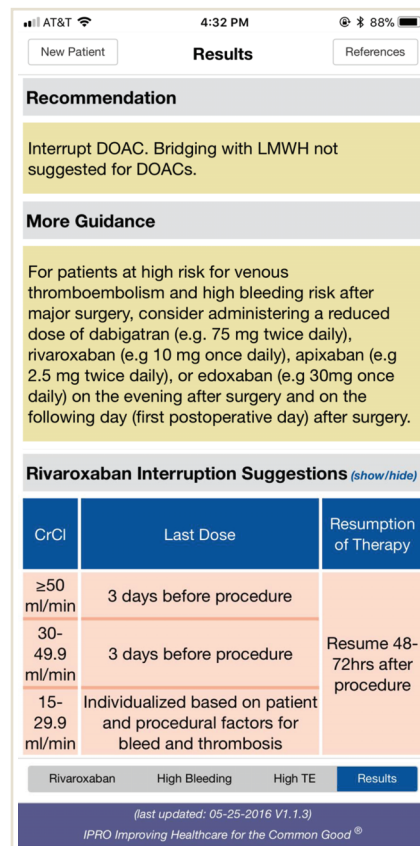 AT&T 4:32 PM 88%
New Patient Results References
Recommendation
Interrupt DOAC. Bridging with LMWH not
suggested for DOACs.
More Guidance
For patients at high risk for venous
thromboembolism and high bleeding risk after
major surgery, consider administering a reduced
dose of dabigatran (e.g. 75 mg twice daily),
rivaroxaban (e.g 10 mg once daily), apixaban (e.g
2.5 mg twice daily), or edoxaban (e.g 30mg once
daily) on the evening after surgery and on the
following day (first postoperative day) after surgery.
Rivaroxaban Interruption Suggestions (show/hide)
CrCl
Last Dose
Resumption
of Therapy
≥50
ml/min
3 days before procedure
30-
49.9
ml/min
3 days before procedure
15-
29.9
ml/min
Individualized based on patient
and procedural factors for
bleed and thrombosis
Resume 48-
72hrs after
procedure
Rivaroxaban High Bleeding High TE Results
(last updated: 05-25-2016 V1.1.3)
IPRO Improving Healthcare for the Common Good ®